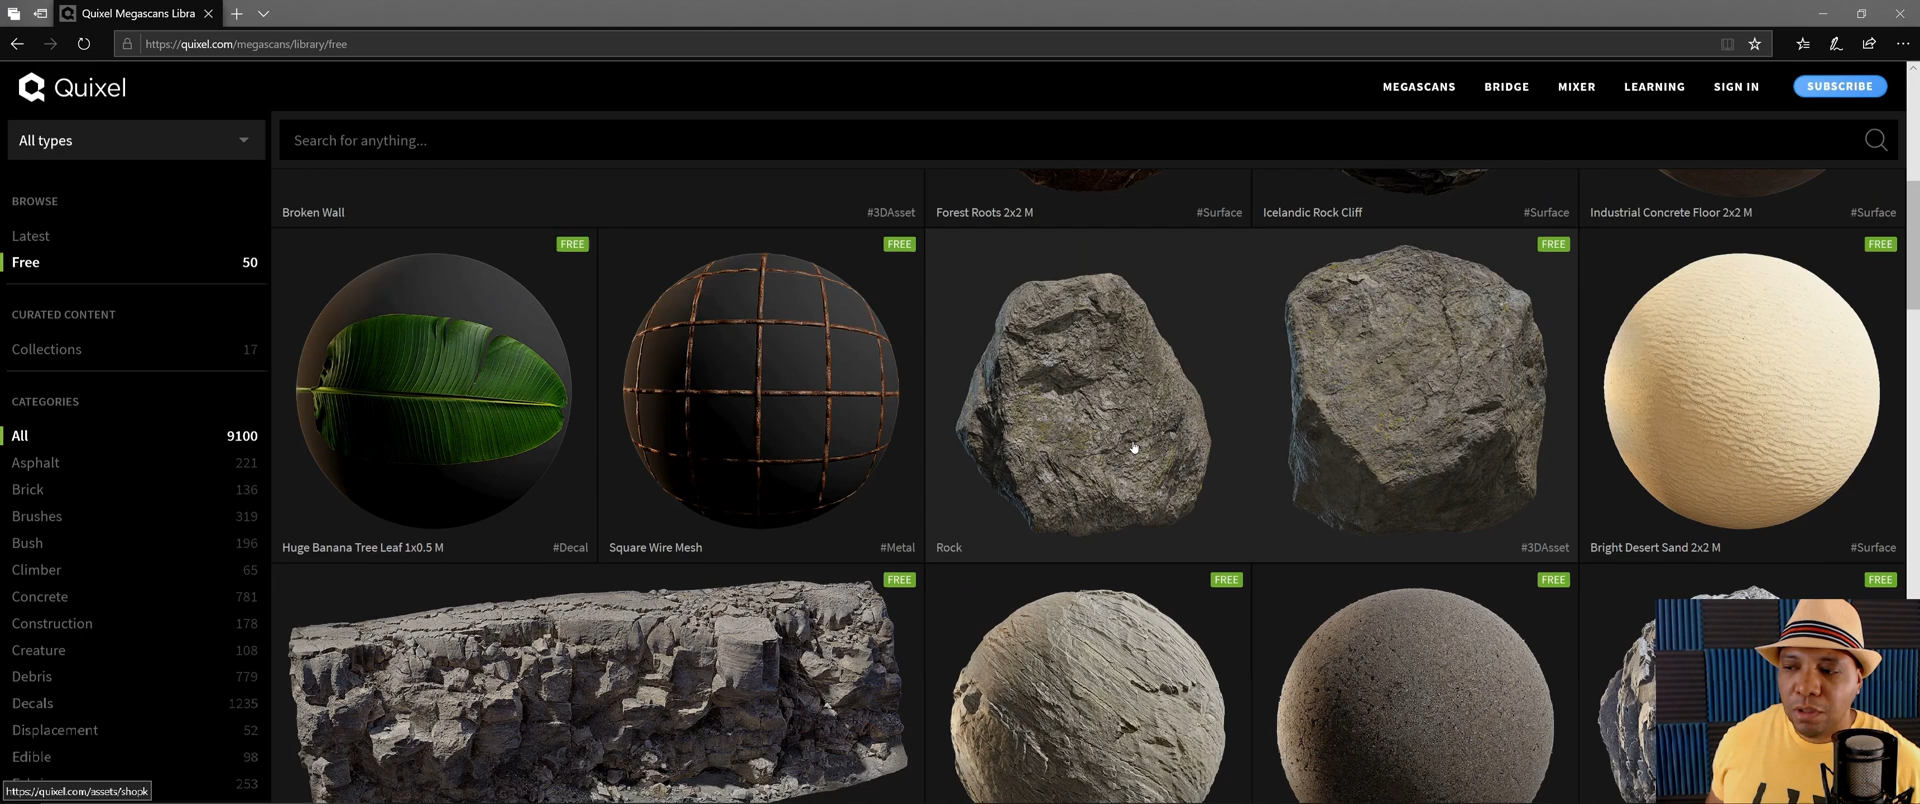 Quixel Megascans Libra
https://quixel.com/megascans/library/free
Quixel
MEGASCANS
BRIDGE
MIXER
LEARNING
SIGN IN
SUBSCRIBE
All types
Search for anything...
BROWSE
Latest
Free 50
CURATED CONTENT
Collections 17
CATEGORIES
All 9100
Asphalt 221
Brick 136
Brushes 319
Bush 196
Climber 65
Concrete 781
Construction 178
Creature 108
Debris 779
Decals 1235
Displacement 52
Edible 98
253
https://quixel.com/assets/shopk
Broken Wall #3DAsset
Forest Roots 2x2 M #Surface
Icelandic Rock Cliff #Surface
Industrial Concrete Floor 2x2 M #Surface
FREE
FREE
FREE
FREE
Huge Banana Tree Leaf 1x0.5 M #Decal
Square Wire Mesh #Metal
Rock #3DAsset
Bright Desert Sand 2x2 M #Surface
FREE
FREE
FREE
FREE